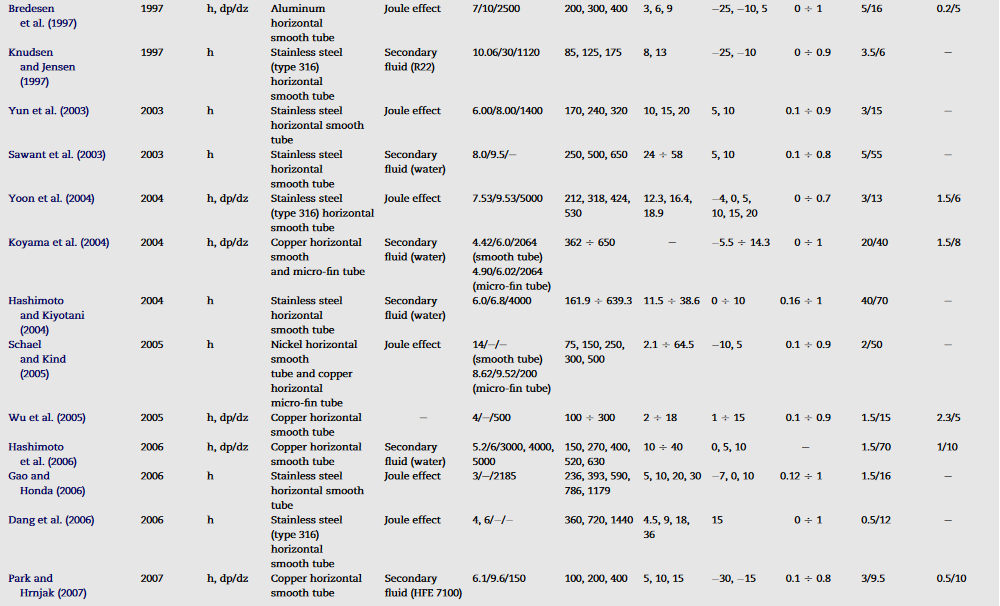 Bredesen 1997 h, dp/dz Aluminum Joule effect 7/10/2500 200, 300, 400 3, 6, 9 −25, −10, 5 0 ÷ 1 5/16 0.2/5
et al. (1997) horizontal
smooth tube
Knudsen 1997 h Stainless steel Secondary 10.06/30/1120 85, 125, 175 8, 13 −25, −10 0 ÷ 0.9 3.5/6 −
and Jensen (type 316) fluid (R22)
(1997) horizontal
smooth tube
Yun et al. (2003) 2003 h Stainless steel Joule effect 6.00/8.00/1400 170, 240, 320 10, 15, 20 5, 10 0.1 ÷ 0.9 3/15 −
horizontal smooth
tube
Sawant et al. (2003) 2003 h Stainless steel Secondary 8.0/9.5/− 250, 500, 650 24 ÷ 58 5, 10 0.1 ÷ 0.8 5/55 −
horizontal fluid (water)
smooth tube
Yoon et al. (2004) 2004 h, dp/dz Stainless steel Joule effect 7.53/9.53/5000 212, 318, 424, 12.3, 16.4, −4, 0, 5, 0 ÷ 0.7 3/13 1.5/6
(type 316) horizontal 530 18.9 10, 15, 20
smooth tube
Koyama et al. (2004) 2004 h, dp/dz Copper horizontal Secondary 4.42/6.0/2064 362 ÷ 650 − −5.5 ÷ 14.3 0 ÷ 1 20/40 1.5/8
smooth fluid (water) (smooth tube)
and micro-fin tube 4.90/6.02/2064
(micro-fin tube)
Hashimoto 2004 h Stainless steel Secondary 6.0/6.8/4000 161.9 ÷ 639.3 11.5 ÷ 38.6 0 ÷ 10 0.16 ÷ 1 40/70 −
and Kiyotani horizontal fluid (water)
(2004) smooth tube
Schael 2005 h Nickel horizontal Joule effect 14/−/− 75, 150, 250, 2.1 ÷ 64.5 −10, 5 0.1 ÷ 0.9 2/50 −
and Kind smooth (smooth tube) 300, 500
(2005) tube and copper 8.62/9.52/200
horizontal (micro-fin tube)
micro-fin tube
Wu et al. (2005) 2005 h, dp/dz Copper horizontal − 4/−/500 100 ÷ 300 2 ÷ 18 1 ÷ 15 0.1 ÷ 0.9 1.5/15 2.3/5
smooth tube
Hashimoto 2006 h, dp/dz Copper horizontal Secondary 5.2/6/3000, 4000, 150, 270, 400, 10 ÷ 40 0, 5, 10 − 1.5/70 1/10
et al. (2006) smooth tube fluid (water) 5000 520, 630
Gao and 2006 h Stainless steel Joule effect 3/−/2185 236, 393, 590, 5, 10, 20, 30 −7, 0, 10 0.12 ÷ 1 1.5/16 −
Honda (2006) horizontal smooth 786, 1179
tube
Dang et al. (2006) 2006 h Stainless steel Joule effect 4, 6/−/− 360, 720, 1440 4.5, 9, 18, 15 0 ÷ 1 0.5/12 −
(type 316) 36
horizontal
smooth tube
Park and 2007 h, dp/dz Copper horizontal Secondary 6.1/9.6/150 100, 200, 400 5, 10, 15 −30, −15 0.1 ÷ 0.8 3/9.5 0.5/10
Hrnjak (2007) smooth tube fluid (HFE 7100)